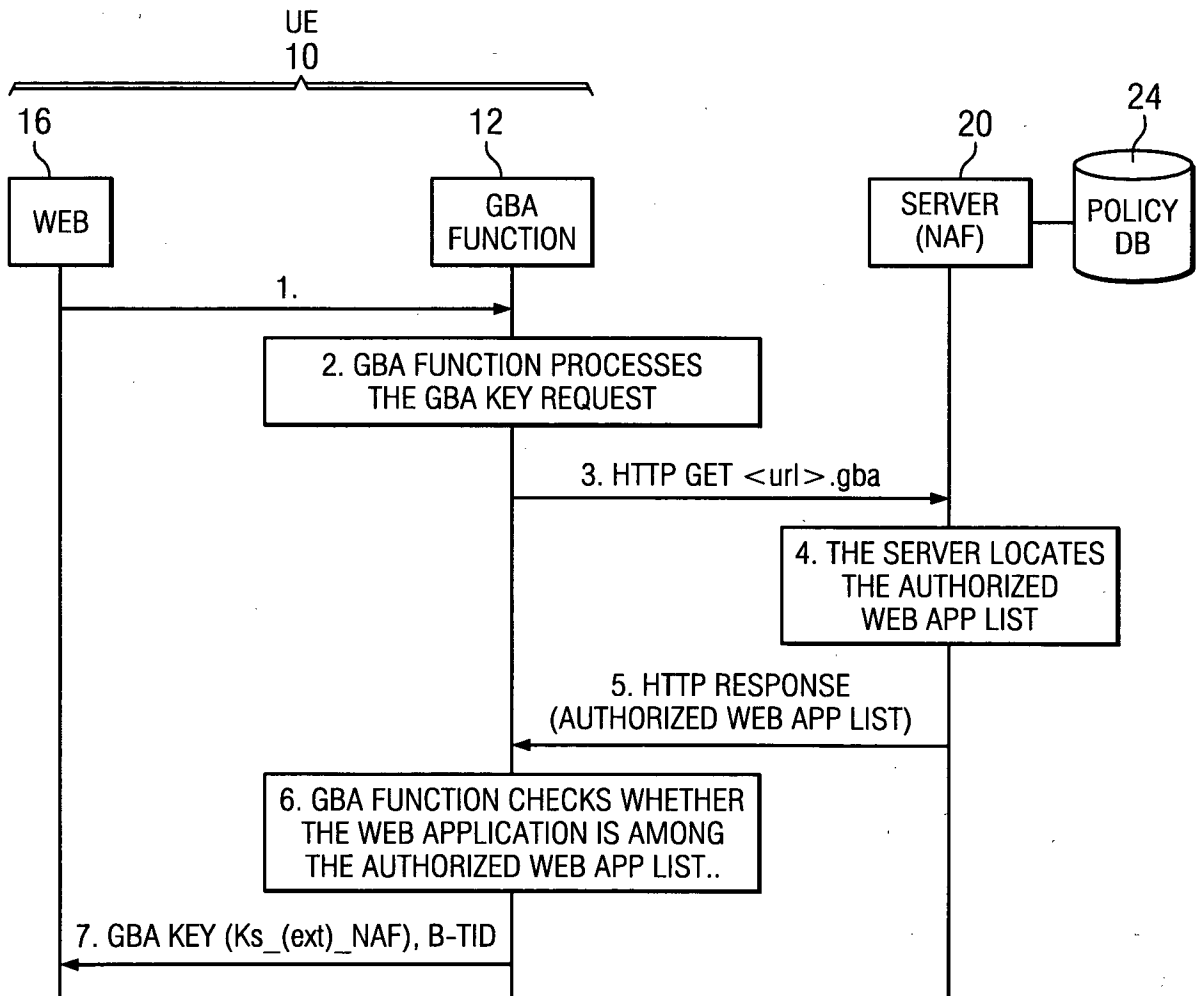 UE
10
16
12
20
24
WEB
GBA
FUNCTION
SERVER
(NAF)
POLICY
DB
1.
2. GBA FUNCTION PROCESSES
THE GBA KEY REQUEST
3. HTTP GET <url>.gba
4. THE SERVER LOCATES
THE AUTHORIZED
WEB APP LIST
5. HTTP RESPONSE
(AUTHORIZED WEB APP LIST)
6. GBA FUNCTION CHECKS WHETHER
THE WEB APPLICATION IS AMONG
THE AUTHORIZED WEB APP LIST..
7. GBA KEY (Ks_(ext)_NAF), B-TID